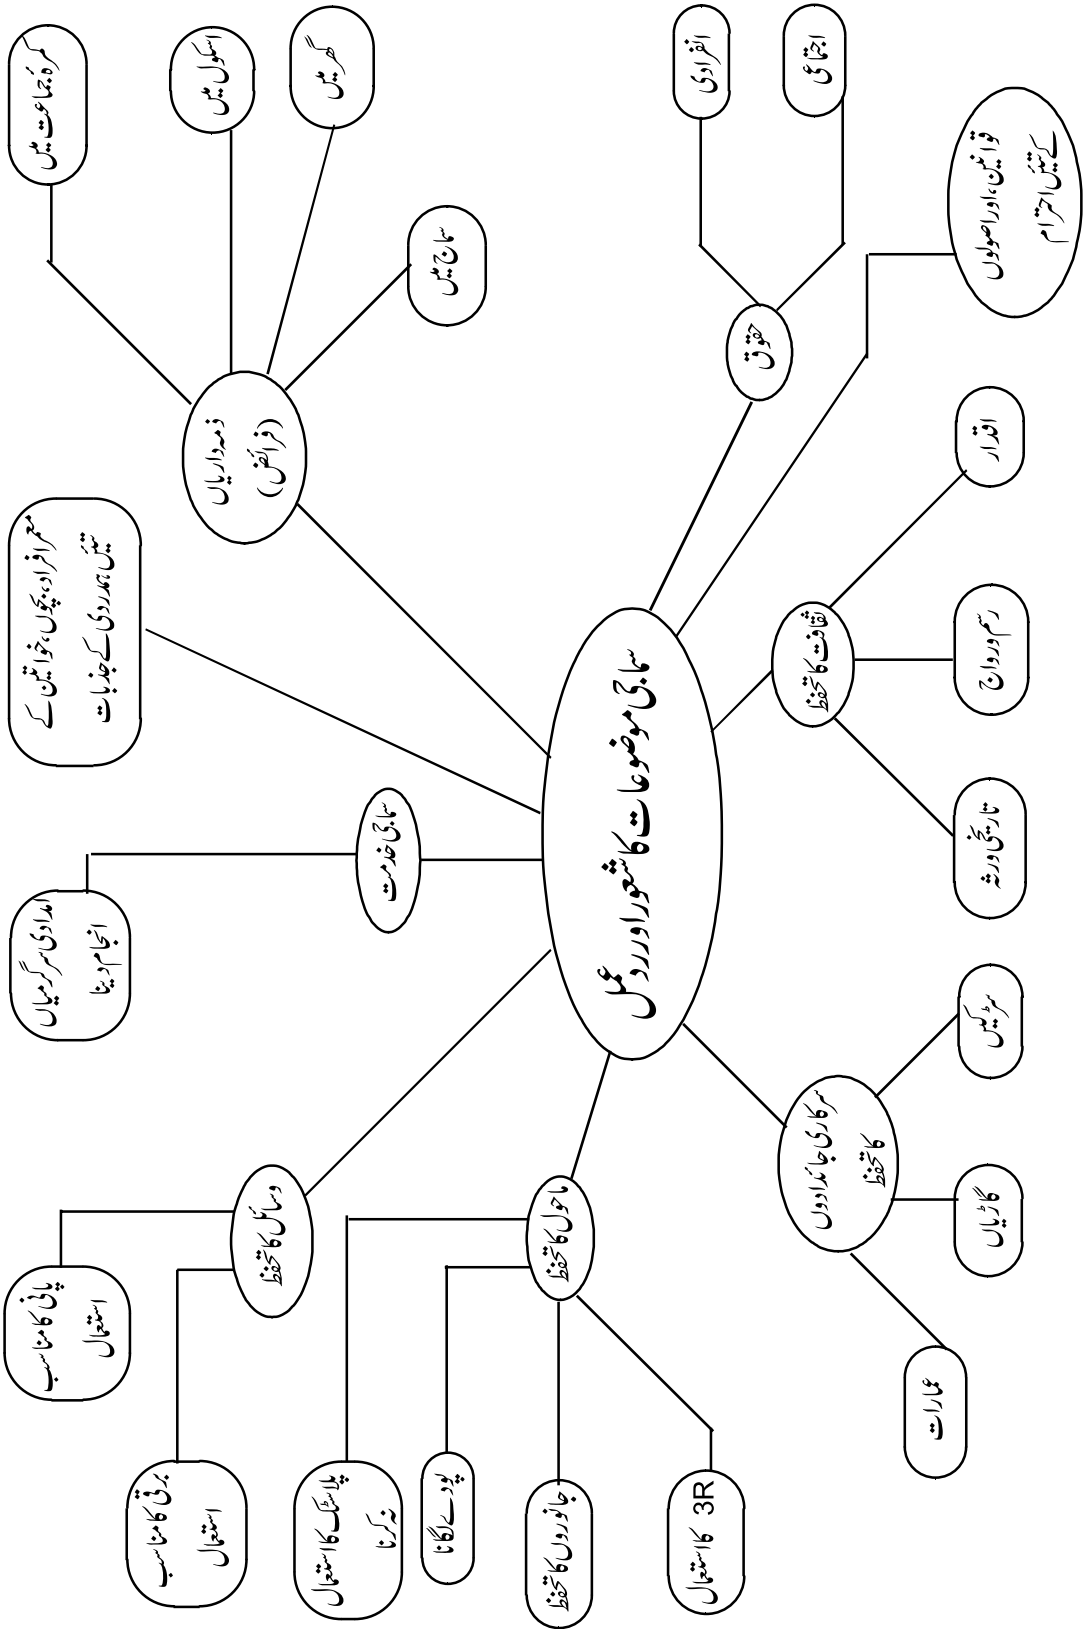 سماجی موضوعات کا شعور اور ردِ عمل
ذمہ داریاں
(فرائض)
کمرۂ جماعت میں
اسکول میں
گھر میں
سماج میں
حقوق
انفرادی
اجتماعی
قوانین، اور اصولوں
کے تئیں احترام
ثقافت کا تحفظ
اقدار
رسم و رواج
تاریخی ورثہ
سرکاری جائدادوں
کا تحفظ
سڑکیں
گاڑیاں
عمارات
ماحول کا تحفظ
3R کا استعمال
جانوروں کا تحفظ
پودے لگانا
پلاسٹک کا استعمال
نہ کرنا
وسائل کا تحفظ
برقی کا مناسب
استعمال
پانی کا مناسب
استعمال
سماجی خدمت
امدادی سرگرمیاں
انجام دینا
معمر افراد، بچوں، خواتین کے
تئیں ہمدردی کے جذبات